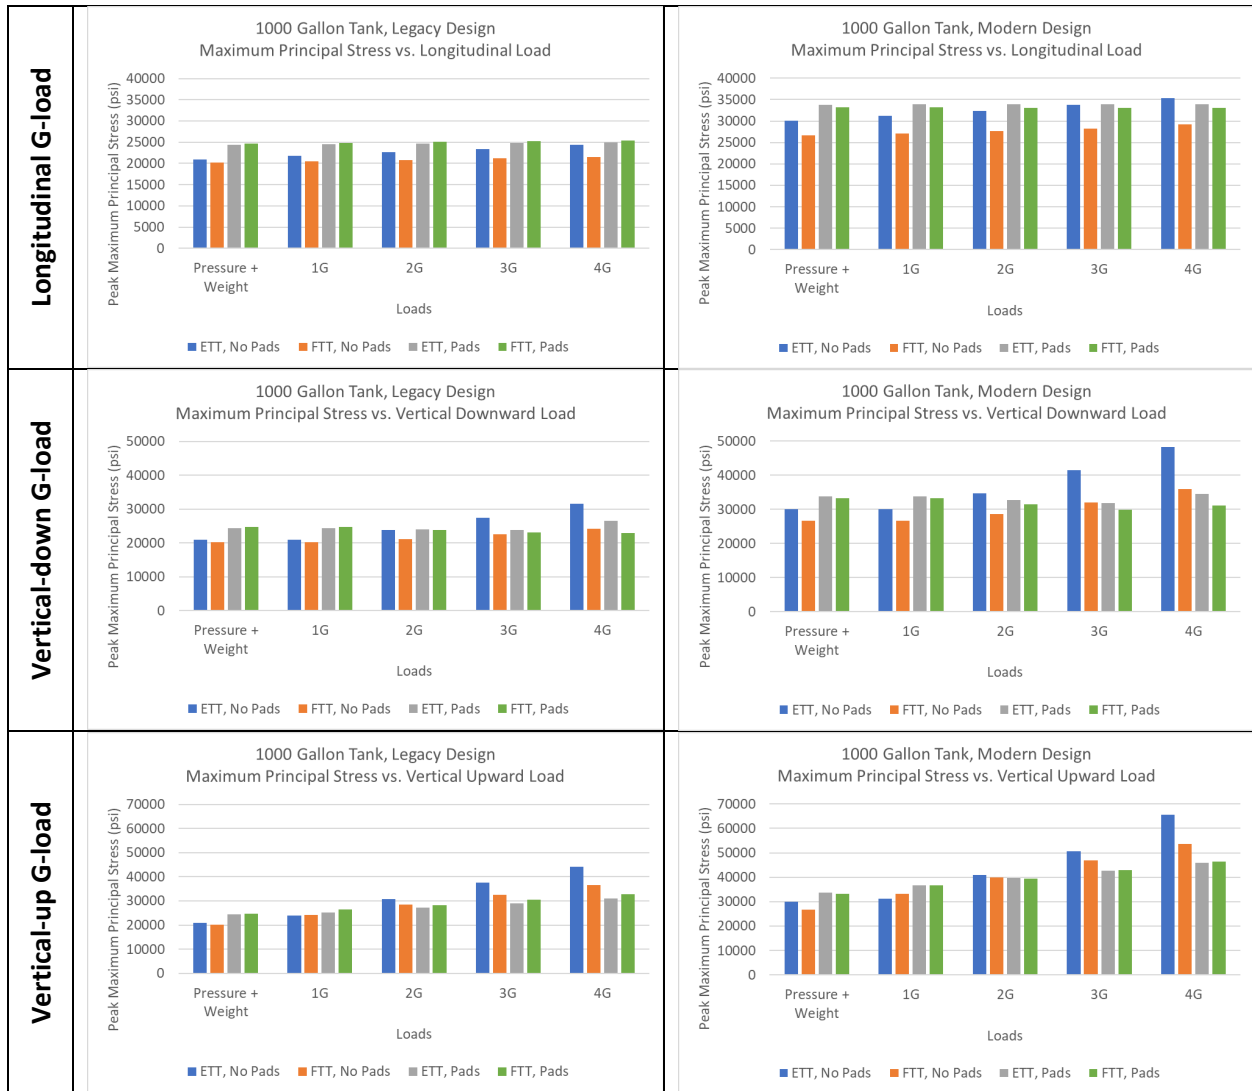 Longitudinal G-load
1000 Gallon Tank, Legacy Design
Maximum Principal Stress vs. Longitudinal Load
Peak Maximum Principal Stress (psi)
40000
35000
30000
25000
20000
15000
10000
5000
0
Pressure + Weight
1G
2G
3G
4G
Loads
ETT, No Pads
FTT, No Pads
ETT, Pads
FTT, Pads
1000 Gallon Tank, Modern Design
Maximum Principal Stress vs. Longitudinal Load
Peak Maximum Principal Stress (psi)
40000
35000
30000
25000
20000
15000
10000
5000
0
Pressure + Weight
1G
2G
3G
4G
Loads
ETT, No Pads
FTT, No Pads
ETT, Pads
FTT, Pads
Vertical-down G-load
1000 Gallon Tank, Legacy Design
Maximum Principal Stress vs. Vertical Downward Load
Peak Maximum Principal Stress (psi)
50000
40000
30000
20000
10000
0
Pressure + Weight
1G
2G
3G
4G
Loads
ETT, No Pads
FTT, No Pads
ETT, Pads
FTT, Pads
1000 Gallon Tank, Modern Design
Maximum Principal Stress vs. Vertical Downward Load
Peak Maximum Principal Stress (psi)
50000
40000
30000
20000
10000
0
Pressure + Weight
1G
2G
3G
4G
Loads
ETT, No Pads
FTT, No Pads
ETT, Pads
FTT, Pads
Vertical-up G-load
1000 Gallon Tank, Legacy Design
Maximum Principal Stress vs. Vertical Upward Load
Peak Maximum Principal Stress (psi)
70000
60000
50000
40000
30000
20000
10000
0
Pressure + Weight
1G
2G
3G
4G
Loads
ETT, No Pads
FTT, No Pads
ETT, Pads
FTT, Pads
1000 Gallon Tank, Modern Design
Maximum Principal Stress vs. Vertical Upward Load
Peak Maximum Principal Stress (psi)
70000
60000
50000
40000
30000
20000
10000
0
Pressure + Weight
1G
2G
3G
4G
Loads
ETT, No Pads
FTT, No Pads
ETT, Pads
FTT, Pads